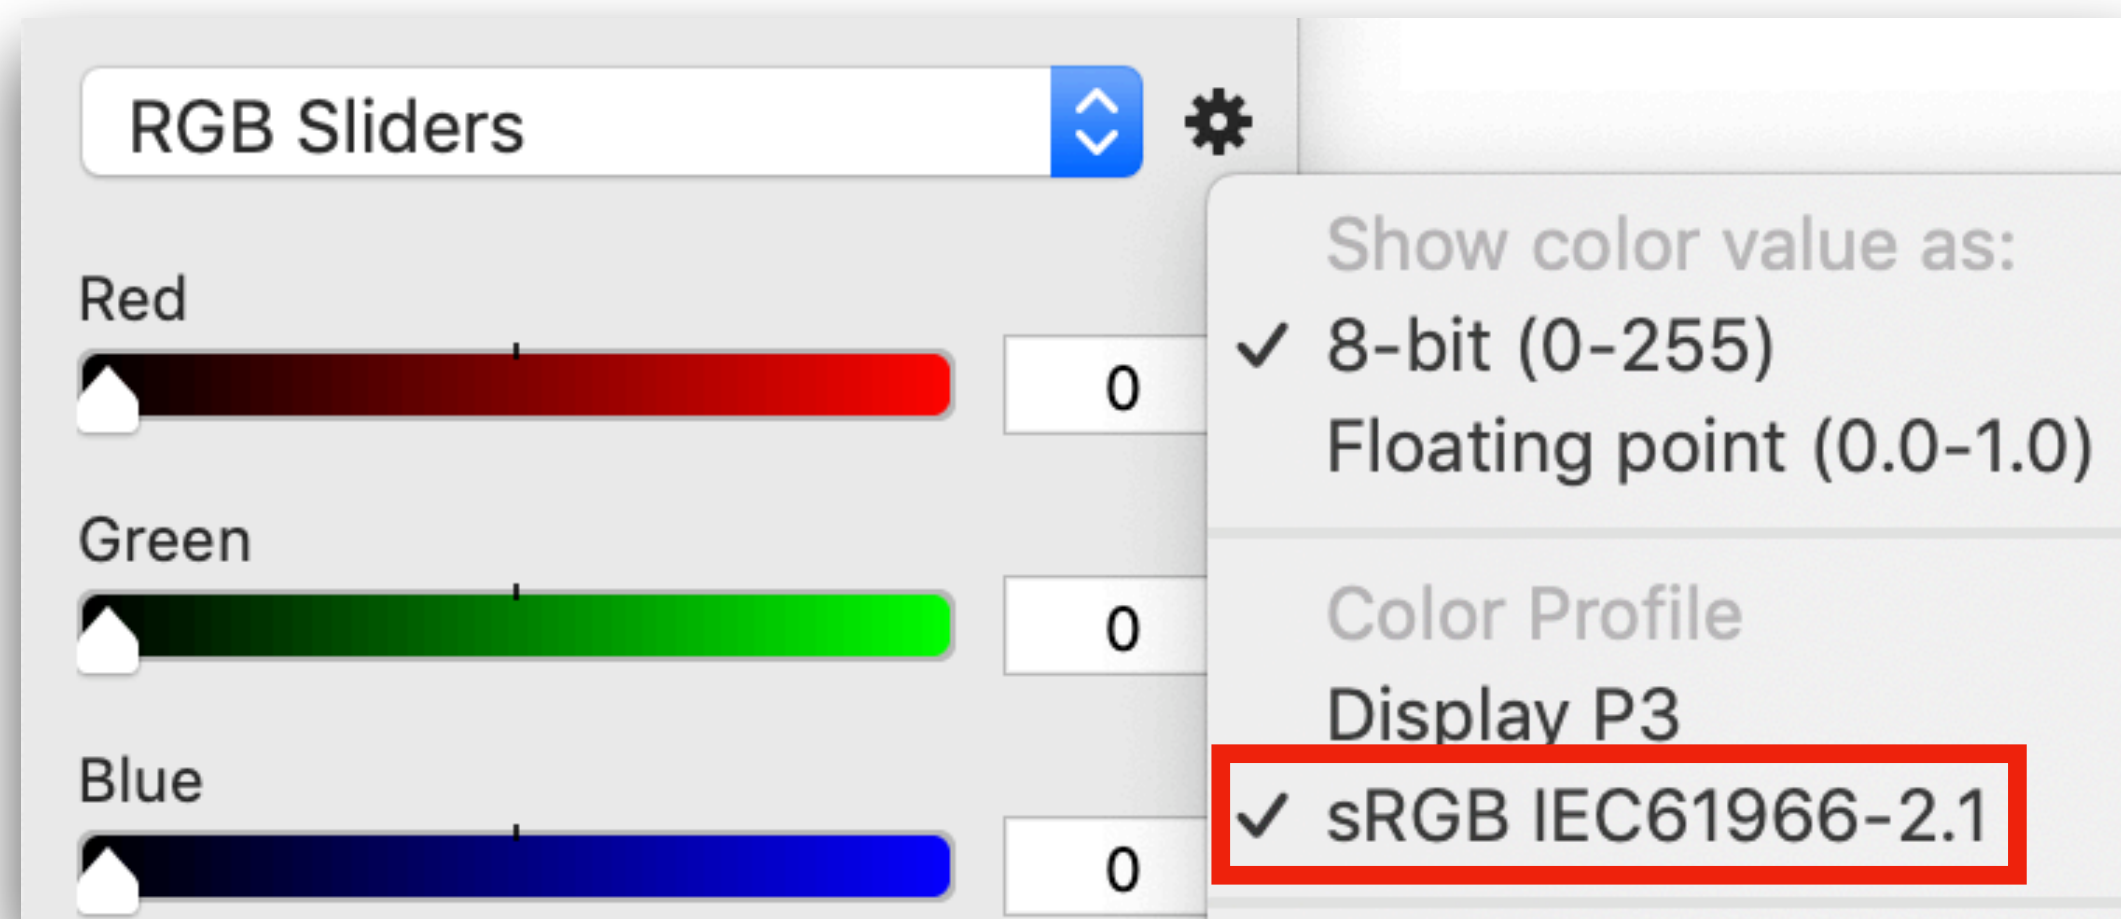 RGB Sliders
Red
0
Green
0
Blue
0
Show color value as:
✓ 8-bit (0-255)
Floating point (0.0-1.0)
Color Profile
Display P3
✓ sRGB IEC61966-2.1